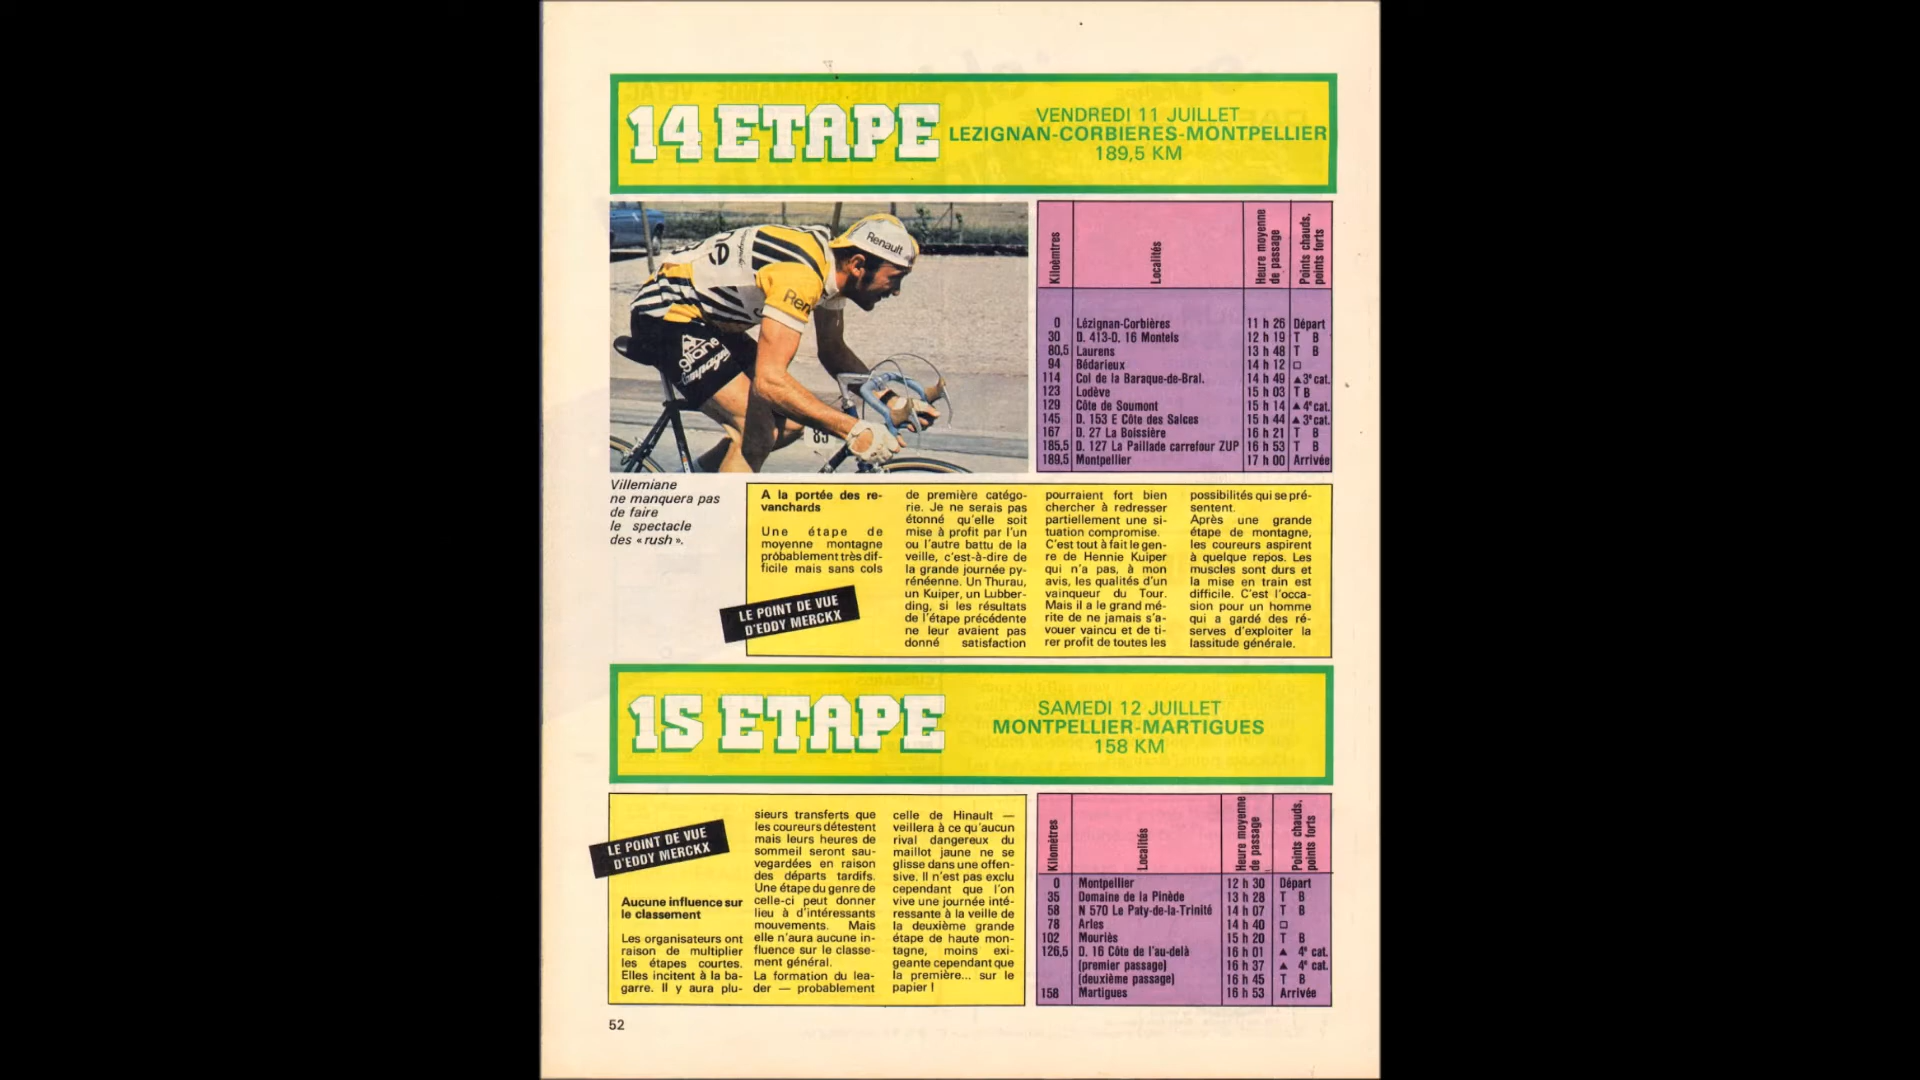 14 ETAPE
VENDREDI 11 JUILLET
LEZIGNAN-CORBIERES-MONTPELLIER
189,5 KM
Renault
Ren
gitane
Campagnolo
Villemiane
ne manquera pas
de faire
le spectacle
des « rush ».
Kiloèmtres
Localités
Heure moyenne
de passage
Points chauds,
points forts
0 Lézignan-Corbières 11 h 26 Départ
30 D. 413-D. 16 Montels 12 h 19 T B
80,5 Laurens 13 h 48 T B
94 Bédarieux 14 h 12 □
114 Col de la Baraque-de-Bral. 14 h 49 ▲3e cat.
123 Lodève 15 h 03 T B
129 Côte de Soumont 15 h 14 ▲ 4e cat.
145 D. 153 E Côte des Salces 15 h 44 ▲ 3e cat.
167 D. 27 La Boissière 16 h 21 T B
185,5 D. 127 La Paillade carrefour ZUP 16 h 53 T B
189,5 Montpellier 17 h 00 Arrivée
A la portée des re-
vanchards
Une étape de
moyenne montagne
próbablement très dif-
ficile mais sans cols
LE POINT DE VUE
D'EDDY MERCKX
de première catégo-
rie. Je ne serais pas
étonné qu'elle soit
mise à profit par l'un
ou l'autre battu de la
veille, c'est-à-dire de
la grande journée py-
rénéenne. Un Thurau,
un Kuiper, un Lubber-
ding, si les résultats
de l'étape précédente
ne leur avaient pas
donné satisfaction
pourraient fort bien
chercher à redresser
partiellement une si-
tuation compromise.
C'est tout à fait le gen-
re de Hennie Kuiper
qui n'a pas, à mon
avis, les qualités d'un
vainqueur du Tour.
Mais il a le grand mé-
rite de ne jamais s'a-
vouer vaincu et de ti-
rer profit de toutes les
possibilités qui se pré-
sentent.
Après une grande
étape de montagne,
les coureurs aspirent
à quelque repos. Les
muscles sont durs et
la mise en train est
difficile. C'est l'occa-
sion pour un homme
qui a gardé des ré-
serves d'exploiter la
lassitude générale.
15 ETAPE
SAMEDI 12 JUILLET
MONTPELLIER-MARTIGUES
158 KM
LE POINT DE VUE
D'EDDY MERCKX
Aucune influence sur
le classement
Les organisateurs ont
raison de multiplier
les étapes courtes.
Elles incitent à la ba-
garre. Il y aura plu-
sieurs transferts que
les coureurs détestent
mais leurs heures de
sommeil seront sau-
vegardées en raison
des départs tardifs.
Une étape du genre de
celle-ci peut donner
lieu à d'intéressants
mouvements. Mais
elle n'aura aucune in-
fluence sur le classe-
ment général.
La formation du lea-
der — probablement
celle de Hinault —
veillera à ce qu'aucun
rival dangereux du
maillot jaune ne se
glisse dans une offen-
sive. Il n'est pas exclu
cependant que l'on
vive une journée inté-
ressante à la veille de
la deuxième grande
étape de haute mon-
tagne, moins exi-
geante cependant que
la première... sur le
papier !
Kilomètres
Localités
Heure moyenne
de passage
Points chauds,
points forts
0 Montpellier 12 h 30 Départ
35 Domaine de la Pinède 13 h 28 T B
58 N 570 Le Paty-de-la-Trinité 14 h 07 T B
78 Arles 14 h 40 □
102 Mouriès 15 h 20 T B
126,5 D. 16 Côte de l'au-delà 16 h 01 ▲ 4e cat.
(premier passage) 16 h 37 ▲ 4e cat.
(deuxième passage) 16 h 45 T B
158 Martigues 16 h 53 Arrivée
52